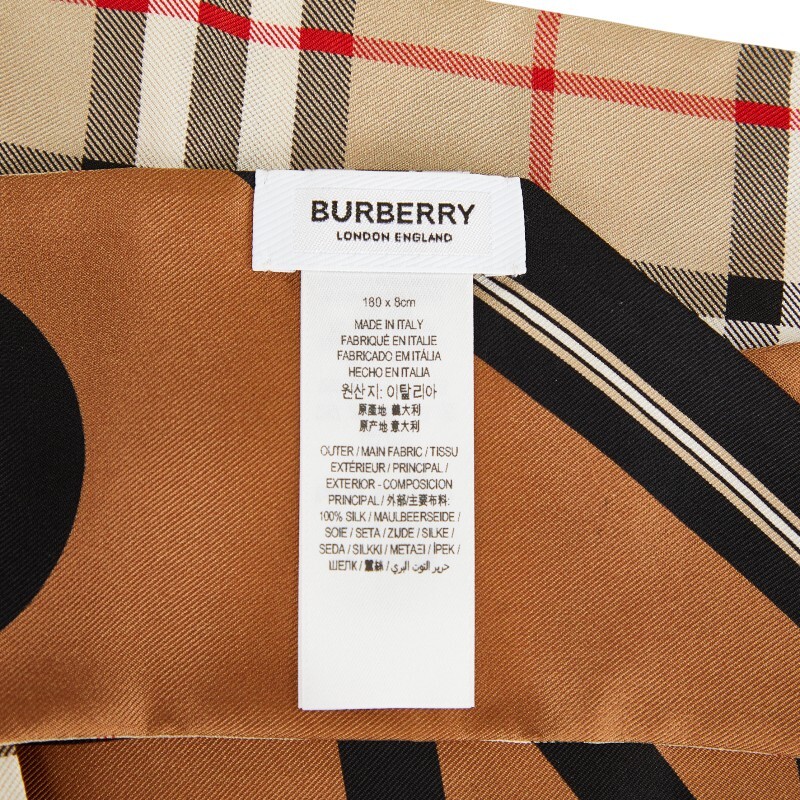 BURBERRY
LONDON ENGLAND
180 x 8cm
MADE IN ITALY
FABRIQUÉ EN ITALIE
FABRICADO EM ITÁLIA
HECHO EN ITALIA
원산지: 이탈리아
原產地 義大利
原产地 意大利
OUTER / MAIN FABRIC / TISSU
EXTÉRIEUR / PRINCIPAL /
EXTERIOR - COMPOSICION
PRINCIPAL / 外部/主要布料:
100% SILK / MAULBEERSEIDE /
SOIE / SETA / ZIJDE / SILKE /
SEDA / SILKKI / ΜΕΤΑΞΙ / İPEK /
ШЕЛК / 蠶絲 / حرير التوت البري /